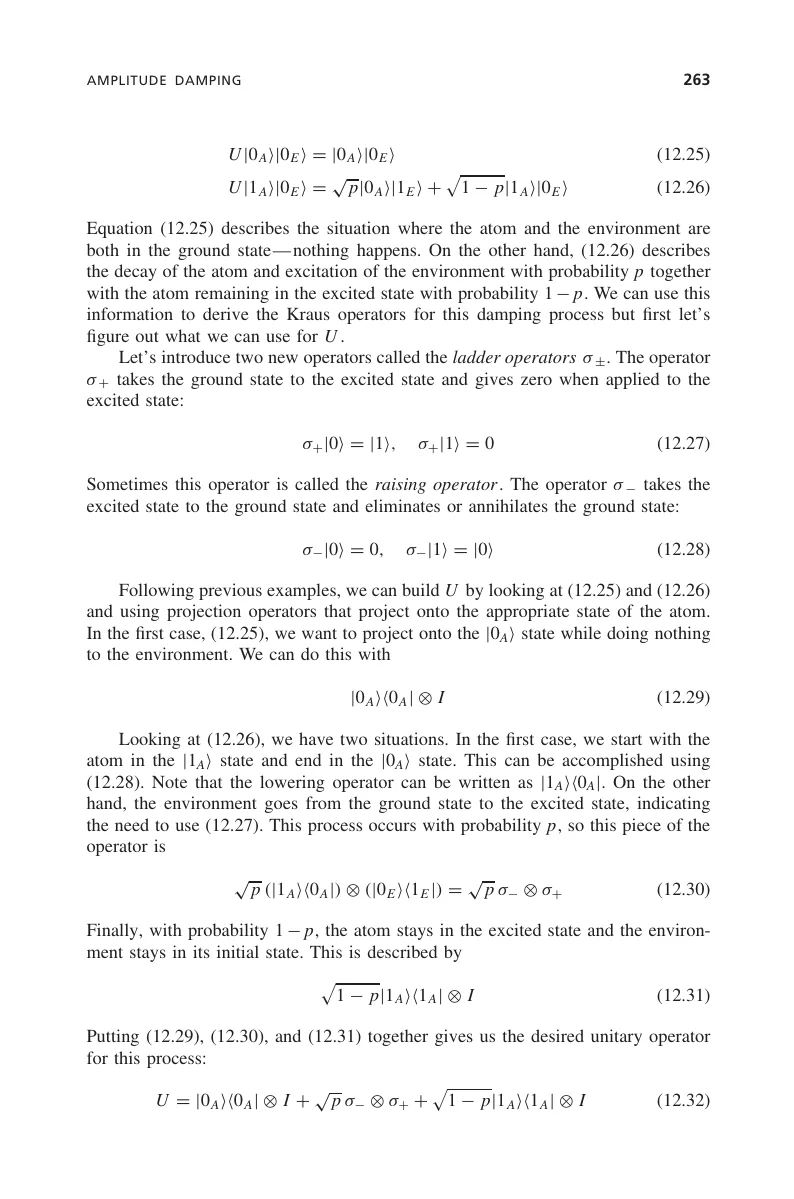 AMPLITUDE DAMPING 263
U|0_A⟩|0_E⟩ = |0_A⟩|0_E⟩ (12.25)
U|1_A⟩|0_E⟩ = √p|0_A⟩|1_E⟩ + √(1 − p)|1_A⟩|0_E⟩ (12.26)
Equation (12.25) describes the situation where the atom and the environment are
both in the ground state—nothing happens. On the other hand, (12.26) describes
the decay of the atom and excitation of the environment with probability p together
with the atom remaining in the excited state with probability 1 − p. We can use this
information to derive the Kraus operators for this damping process but first let's
figure out what we can use for U.
Let's introduce two new operators called the ladder operators σ±. The operator
σ₊ takes the ground state to the excited state and gives zero when applied to the
excited state:
σ₊|0⟩ = |1⟩, σ₊|1⟩ = 0 (12.27)
Sometimes this operator is called the raising operator. The operator σ₋ takes the
excited state to the ground state and eliminates or annihilates the ground state:
σ₋|0⟩ = 0, σ₋|1⟩ = |0⟩ (12.28)
Following previous examples, we can build U by looking at (12.25) and (12.26)
and using projection operators that project onto the appropriate state of the atom.
In the first case, (12.25), we want to project onto the |0_A⟩ state while doing nothing
to the environment. We can do this with
|0_A⟩⟨0_A| ⊗ I (12.29)
Looking at (12.26), we have two situations. In the first case, we start with the
atom in the |1_A⟩ state and end in the |0_A⟩ state. This can be accomplished using
(12.28). Note that the lowering operator can be written as |1_A⟩⟨0_A|. On the other
hand, the environment goes from the ground state to the excited state, indicating
the need to use (12.27). This process occurs with probability p, so this piece of the
operator is
√p (|1_A⟩⟨0_A|) ⊗ (|0_E⟩⟨1_E|) = √p σ₋ ⊗ σ₊ (12.30)
Finally, with probability 1 − p, the atom stays in the excited state and the environ-
ment stays in its initial state. This is described by
√(1 − p)|1_A⟩⟨1_A| ⊗ I (12.31)
Putting (12.29), (12.30), and (12.31) together gives us the desired unitary operator
for this process:
U = |0_A⟩⟨0_A| ⊗ I + √p σ₋ ⊗ σ₊ + √(1 − p)|1_A⟩⟨1_A| ⊗ I (12.32)